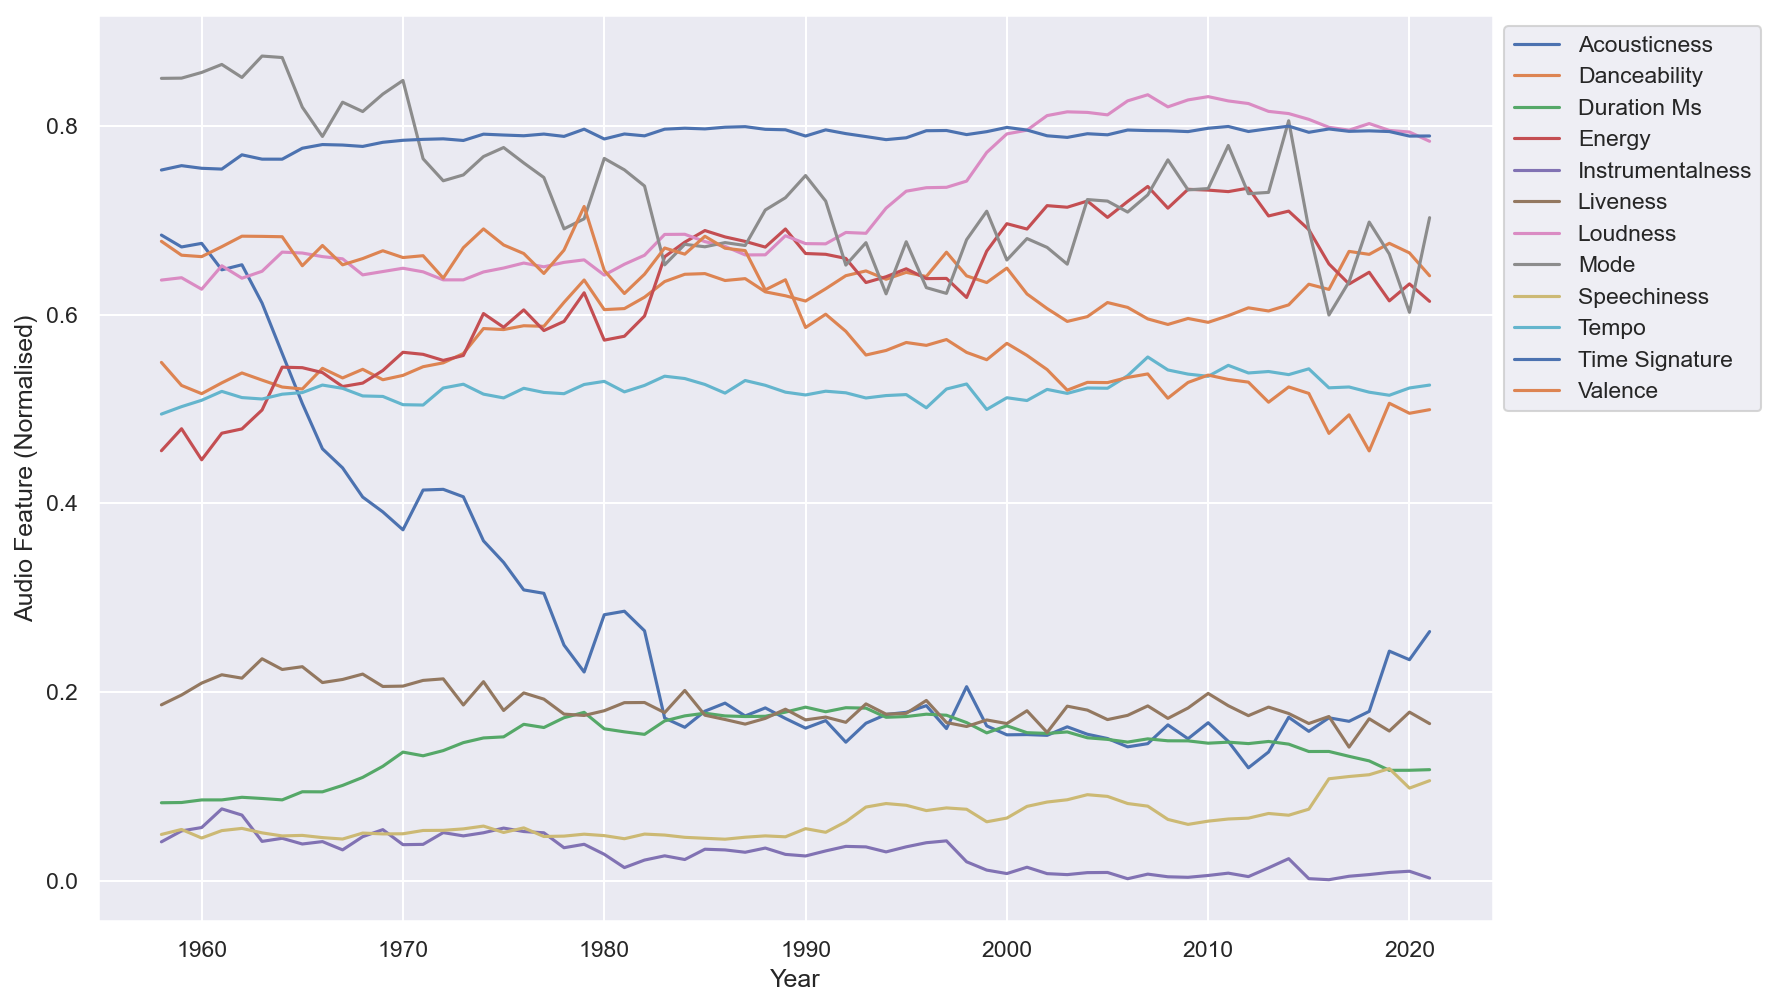 Audio Feature (Normalised)
0.8
0.6
0.4
0.2
0.0
1960 1970 1980 1990 2000 2010 2020
Year
Acousticness
Danceability
Duration Ms
Energy
Instrumentalness
Liveness
Loudness
Mode
Speechiness
Tempo
Time Signature
Valence